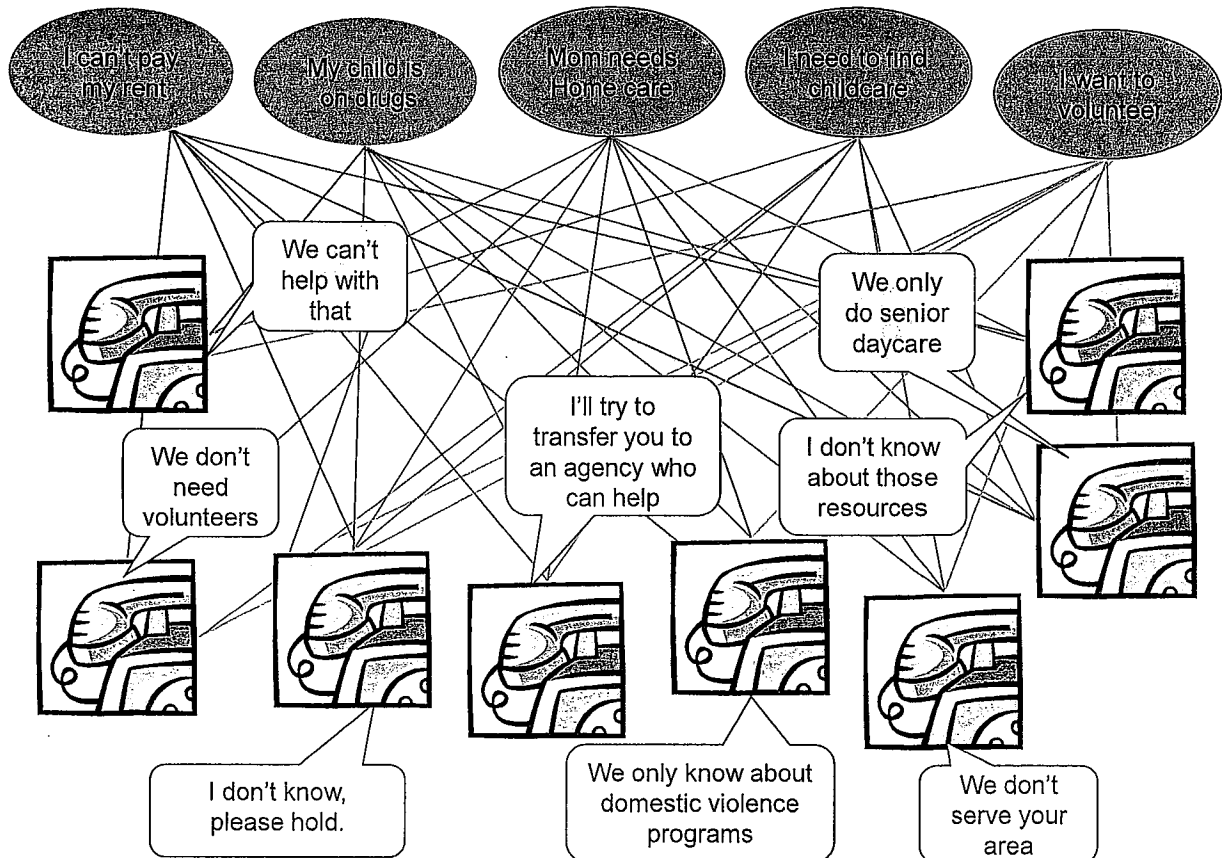 I can't pay
my rent
My child is
on drugs
Mom needs
Home care
I need to find
childcare
I want to
volunteer
We can't
help with
that
We only
do senior
daycare
I'll try to
transfer you to
an agency who
can help
I don't know
about those
resources
We don't
need
volunteers
I don't know,
please hold.
We only know about
domestic violence
programs
We don't
serve your
area